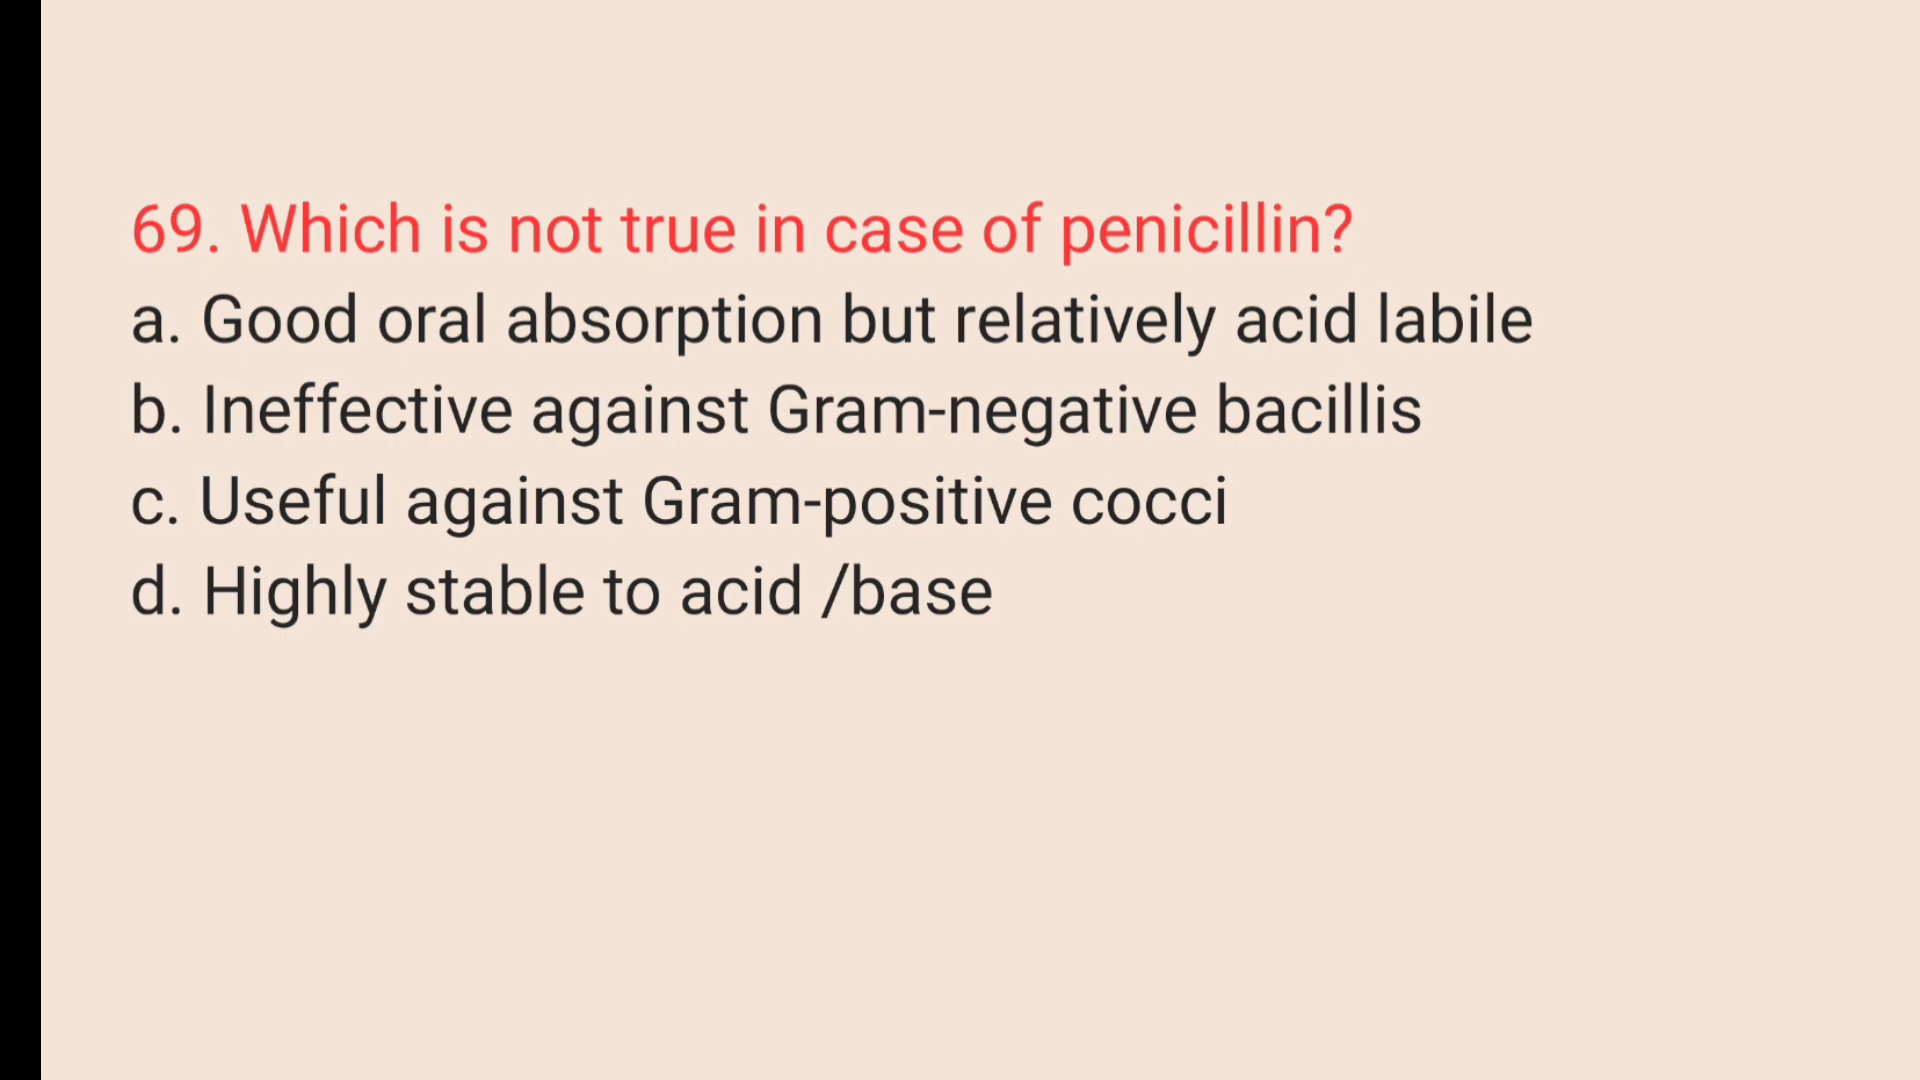 69. Which is not true in case of penicillin?
a. Good oral absorption but relatively acid labile
b. Ineffective against Gram-negative bacillis
c. Useful against Gram-positive cocci
d. Highly stable to acid /base